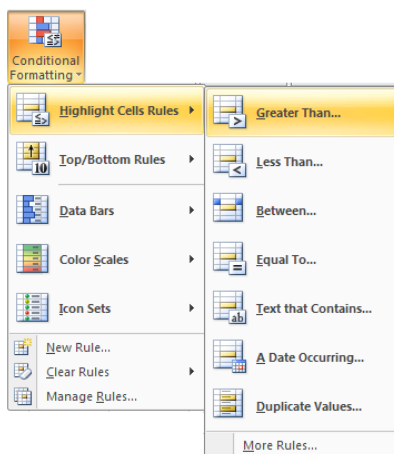 Conditional
Formatting
Highlight Cells Rules
Top/Bottom Rules
Data Bars
Color Scales
Icon Sets
New Rule...
Clear Rules
Manage Rules...
Greater Than...
Less Than...
Between...
Equal To...
Text that Contains...
A Date Occurring...
Duplicate Values...
More Rules...